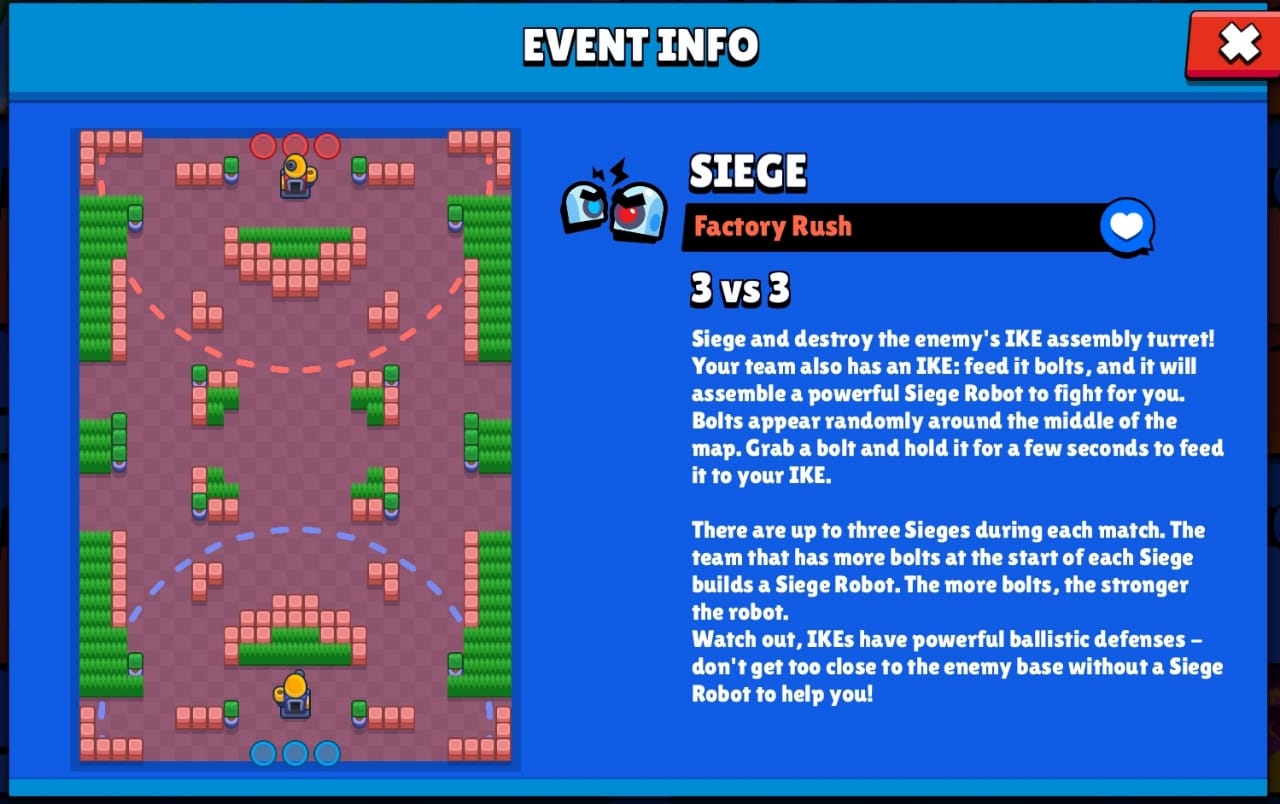 EVENT INFO
SIEGE
Factory Rush
3 vs 3
Siege and destroy the enemy's IKE assembly turret!
Your team also has an IKE: feed it bolts, and it will
assemble a powerful Siege Robot to fight for you.
Bolts appear randomly around the middle of the
map. Grab a bolt and hold it for a few seconds to feed
it to your IKE.
There are up to three Sieges during each match. The
team that has more bolts at the start of each Siege
builds a Siege Robot. The more bolts, the stronger
the robot.
Watch out, IKEs have powerful ballistic defenses –
don't get too close to the enemy base without a Siege
Robot to help you!